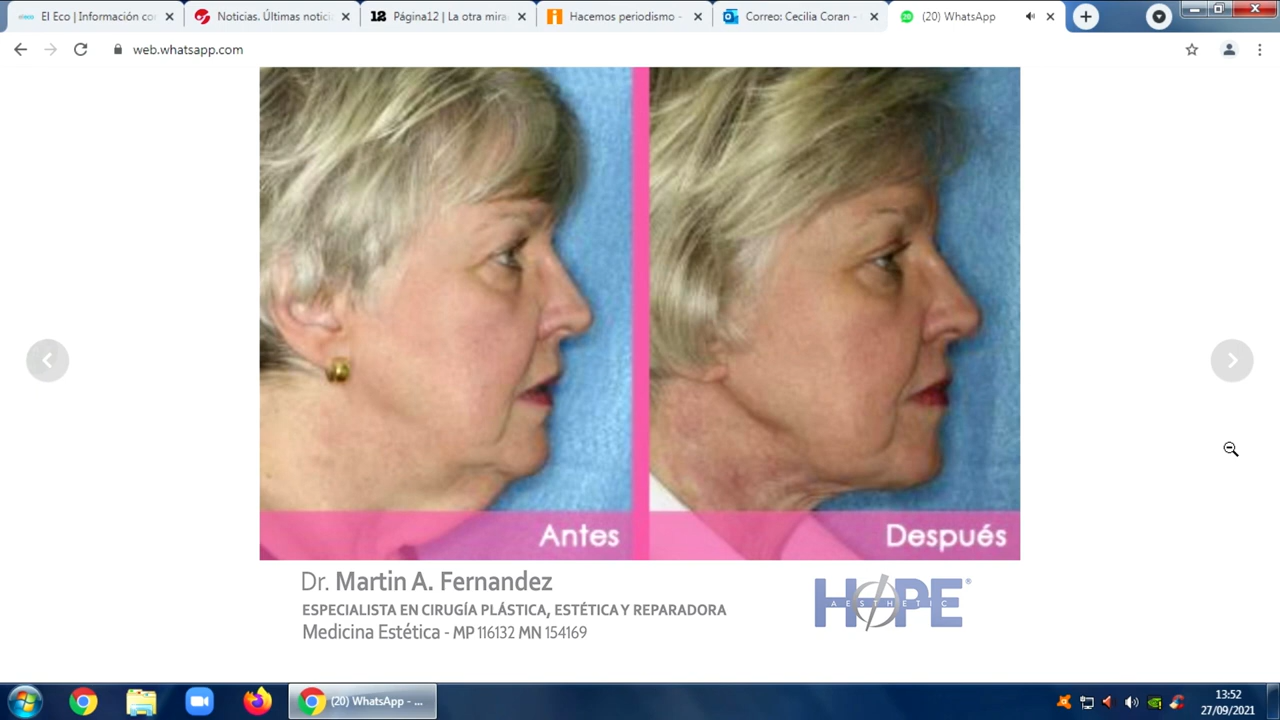 El Eco | Información co
Noticias. Últimas notici
12 Página12 | La otra mira
Hacemos periodismo -
Correo: Cecilia Coran -
(20) WhatsApp
web.whatsapp.com
Antes
Después
Dr. Martin A. Fernandez
ESPECIALISTA EN CIRUGÍA PLÁSTICA, ESTÉTICA Y REPARADORA
Medicina Estética - MP 116132 MN 154169
HOPE®
AESTHETIC
(20) WhatsApp - ...
13:52
27/09/2021